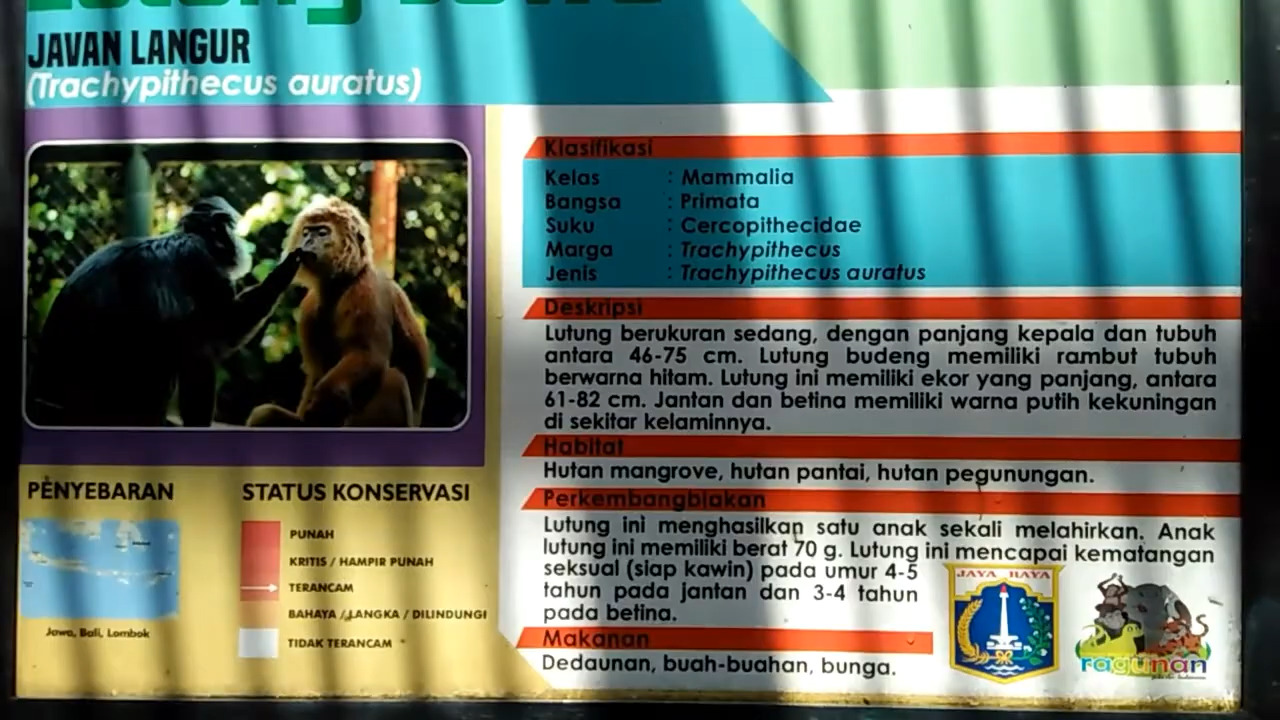 JAVAN LANGUR
(Trachypithecus auratus)
Klasifikasi
Kelas : Mammalia
Bangsa : Primata
Suku : Cercopithecidae
Marga : Trachypithecus
Jenis : Trachypithecus auratus
Deskripsi
Lutung berukuran sedang, dengan panjang kepala dan tubuh
antara 46-75 cm. Lutung budeng memiliki rambut tubuh
berwarna hitam. Lutung ini memiliki ekor yang panjang, antara
61-82 cm. Jantan dan betina memiliki warna putih kekuningan
di sekitar kelaminnya.
Habitat
Hutan mangrove, hutan pantai, hutan pegunungan.
Perkembangbiakan
Lutung ini menghasilkan satu anak sekali melahirkan. Anak
lutung ini memiliki berat 70 g. Lutung ini mencapai kematangan
seksual (siap kawin) pada umur 4-5
tahun pada jantan dan 3-4 tahun
pada betina.
Makanan
Dedaunan, buah-buahan, bunga.
PENYEBARAN
Jawa, Bali, Lombok
STATUS KONSERVASI
PUNAH
KRITIS / HAMPIR PUNAH
TERANCAM
BAHAYA / LANGKA / DILINDUNGI
TIDAK TERANCAM
JAYA RAYA
ragunan